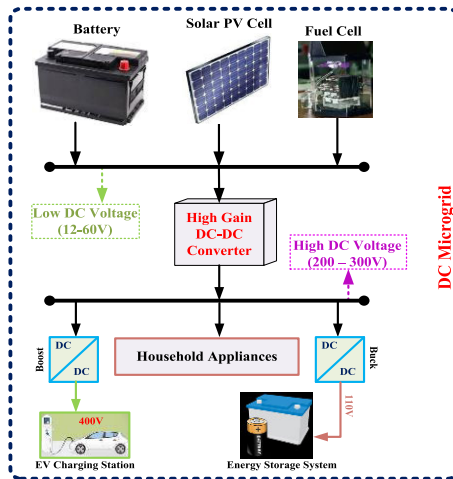 Battery
Solar PV Cell
Fuel Cell
Low DC Voltage
(12-60V)
High Gain
DC-DC
Converter
High DC Voltage
(200 – 300V)
DC Microgrid
Boost
DC
DC
Household Appliances
DC
DC
Buck
110V
400V
EV Charging Station
Energy Storage System